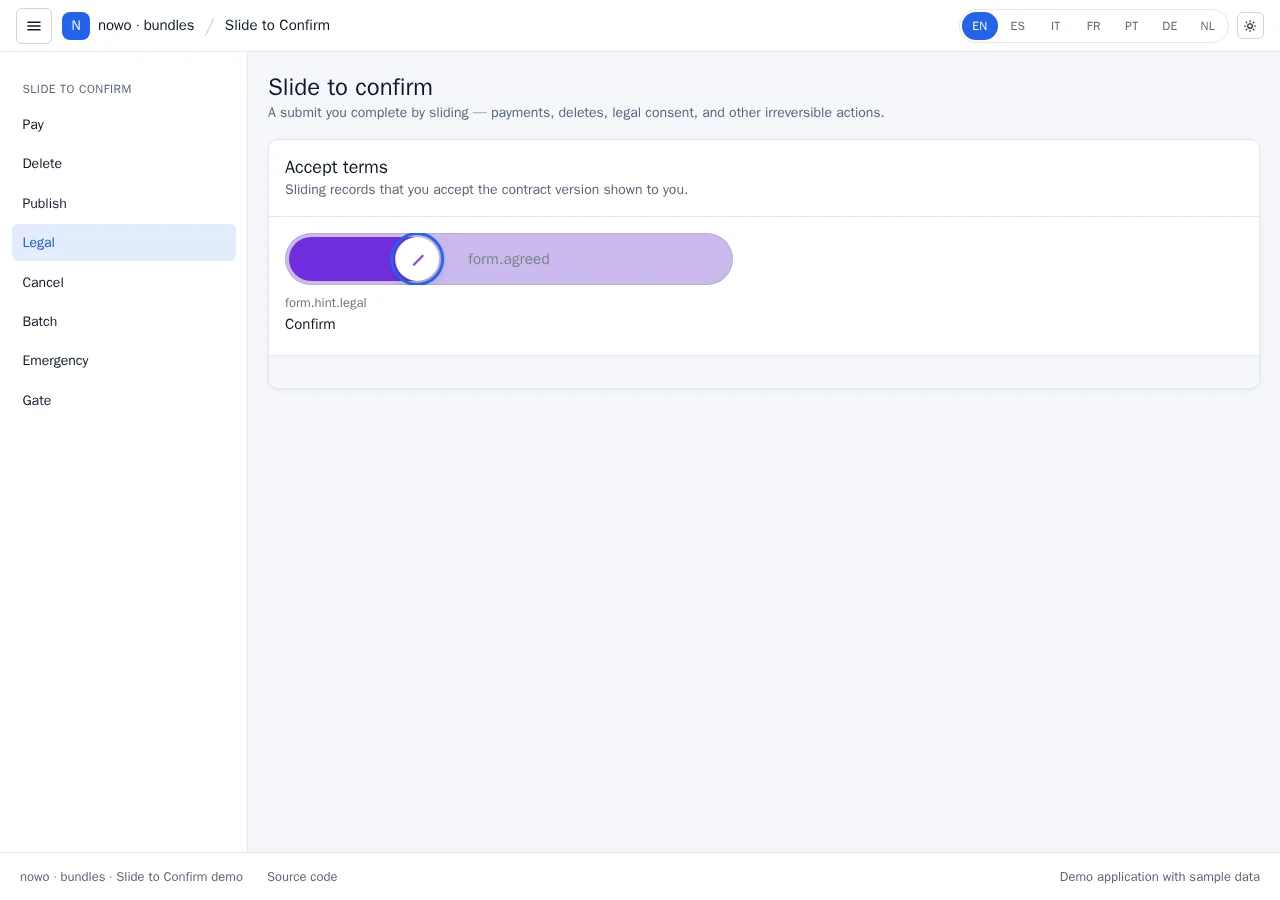 N nowo · bundles / Slide to Confirm EN ES IT FR PT DE NL
SLIDE TO CONFIRM
Pay
Delete
Publish
Legal
Cancel
Batch
Emergency
Gate
Slide to confirm
A submit you complete by sliding — payments, deletes, legal consent, and other irreversible actions.
Accept terms
Sliding records that you accept the contract version shown to you.
form.agreed
form.hint.legal
Confirm
nowo · bundles · Slide to Confirm demo Source code Demo application with sample data